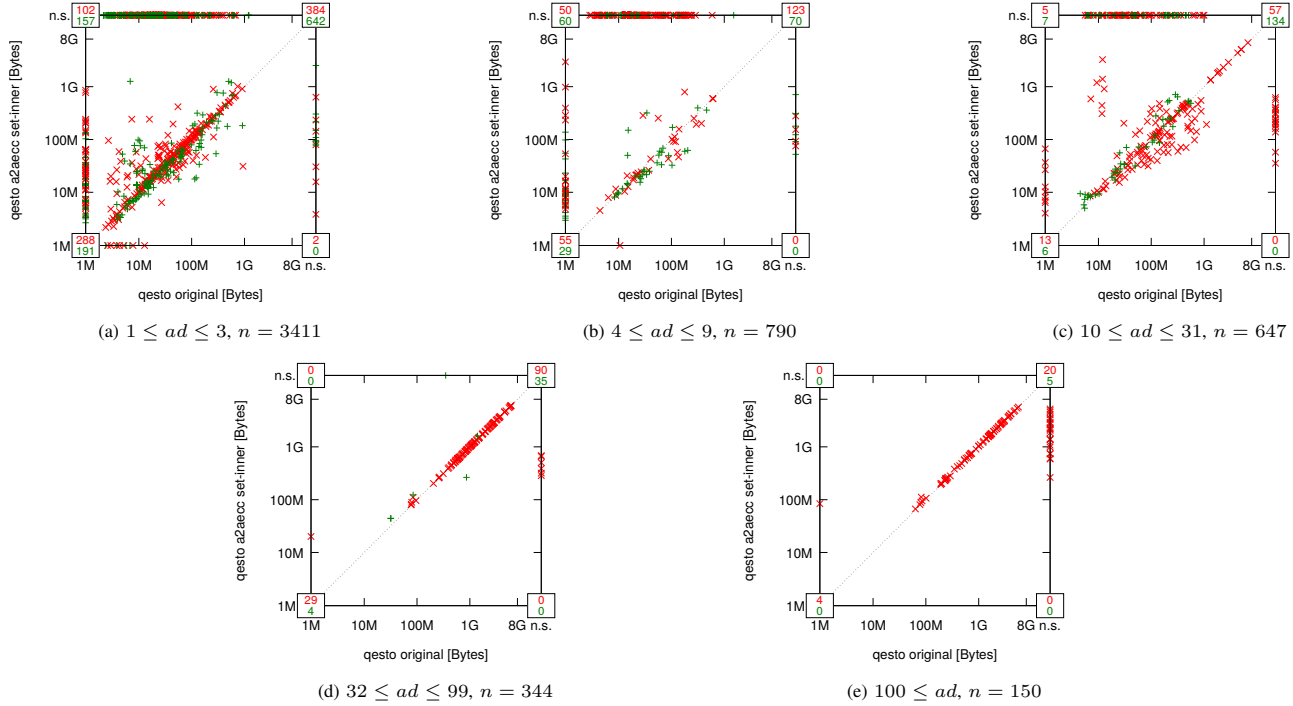 102 384
n.s. 157 642
8G
1G
100M
10M
1M 288 191 2 0
1M 10M 100M 1G 8G n.s.
qesto a2aecc set-inner [Bytes]
qesto original [Bytes]
(a) 1 ≤ ad ≤ 3, n = 3411
50 123
n.s. 60 70
8G
1G
100M
10M
1M 55 29 0 0
1M 10M 100M 1G 8G n.s.
qesto a2aecc set-inner [Bytes]
qesto original [Bytes]
(b) 4 ≤ ad ≤ 9, n = 790
5 57
n.s. 7 134
8G
1G
100M
10M
1M 13 6 0 0
1M 10M 100M 1G 8G n.s.
qesto a2aecc set-inner [Bytes]
qesto original [Bytes]
(c) 10 ≤ ad ≤ 31, n = 647
0 90
n.s. 0 35
8G
1G
100M
10M
1M 29 4 0 0
1M 10M 100M 1G 8G n.s.
qesto a2aecc set-inner [Bytes]
qesto original [Bytes]
(d) 32 ≤ ad ≤ 99, n = 344
0 20
n.s. 0 5
8G
1G
100M
10M
1M 4 0 0 0
1M 10M 100M 1G 8G n.s.
qesto a2aecc set-inner [Bytes]
qesto original [Bytes]
(e) 100 ≤ ad, n = 150